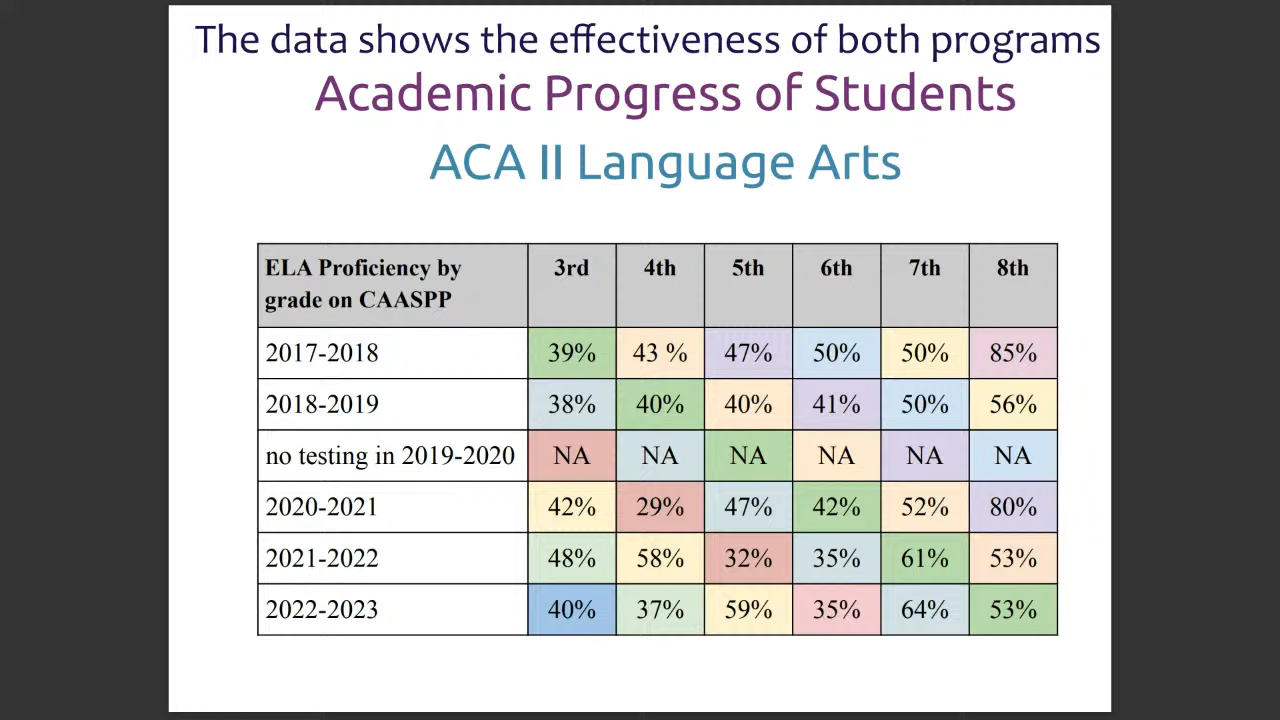 The data shows the effectiveness of both programs
Academic Progress of Students
ACA II Language Arts
ELA Proficiency by grade on CAASPP 3rd 4th 5th 6th 7th 8th
2017-2018 39% 43 % 47% 50% 50% 85%
2018-2019 38% 40% 40% 41% 50% 56%
no testing in 2019-2020 NA NA NA NA NA NA
2020-2021 42% 29% 47% 42% 52% 80%
2021-2022 48% 58% 32% 35% 61% 53%
2022-2023 40% 37% 59% 35% 64% 53%